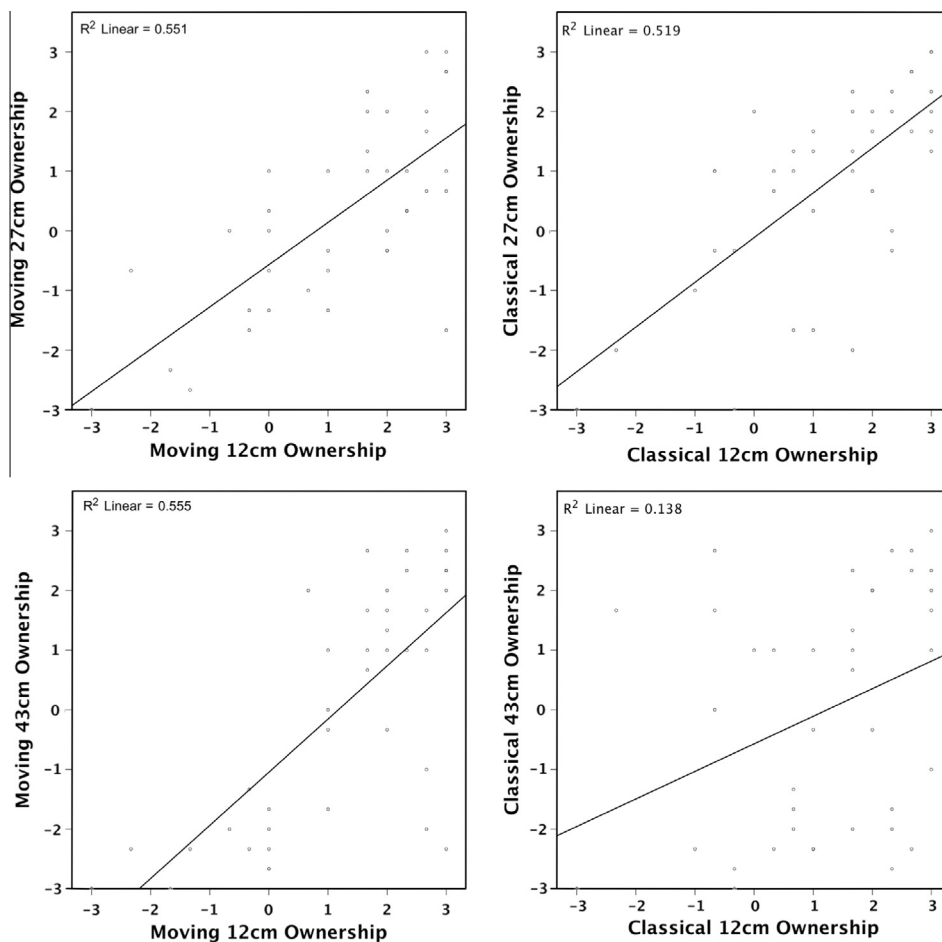 R² Linear = 0.551
Moving 27cm Ownership
3
2
1
0
−1
−2
−3
−3 −2 −1 0 1 2 3
Moving 12cm Ownership
R² Linear = 0.519
Classical 27cm Ownership
3
2
1
0
−1
−2
−3
−3 −2 −1 0 1 2 3
Classical 12cm Ownership
R² Linear = 0.555
Moving 43cm Ownership
3
2
1
0
−1
−2
−3
−3 −2 −1 0 1 2 3
Moving 12cm Ownership
R² Linear = 0.138
Classical 43cm Ownership
3
2
1
0
−1
−2
−3
−3 −2 −1 0 1 2 3
Classical 12cm Ownership